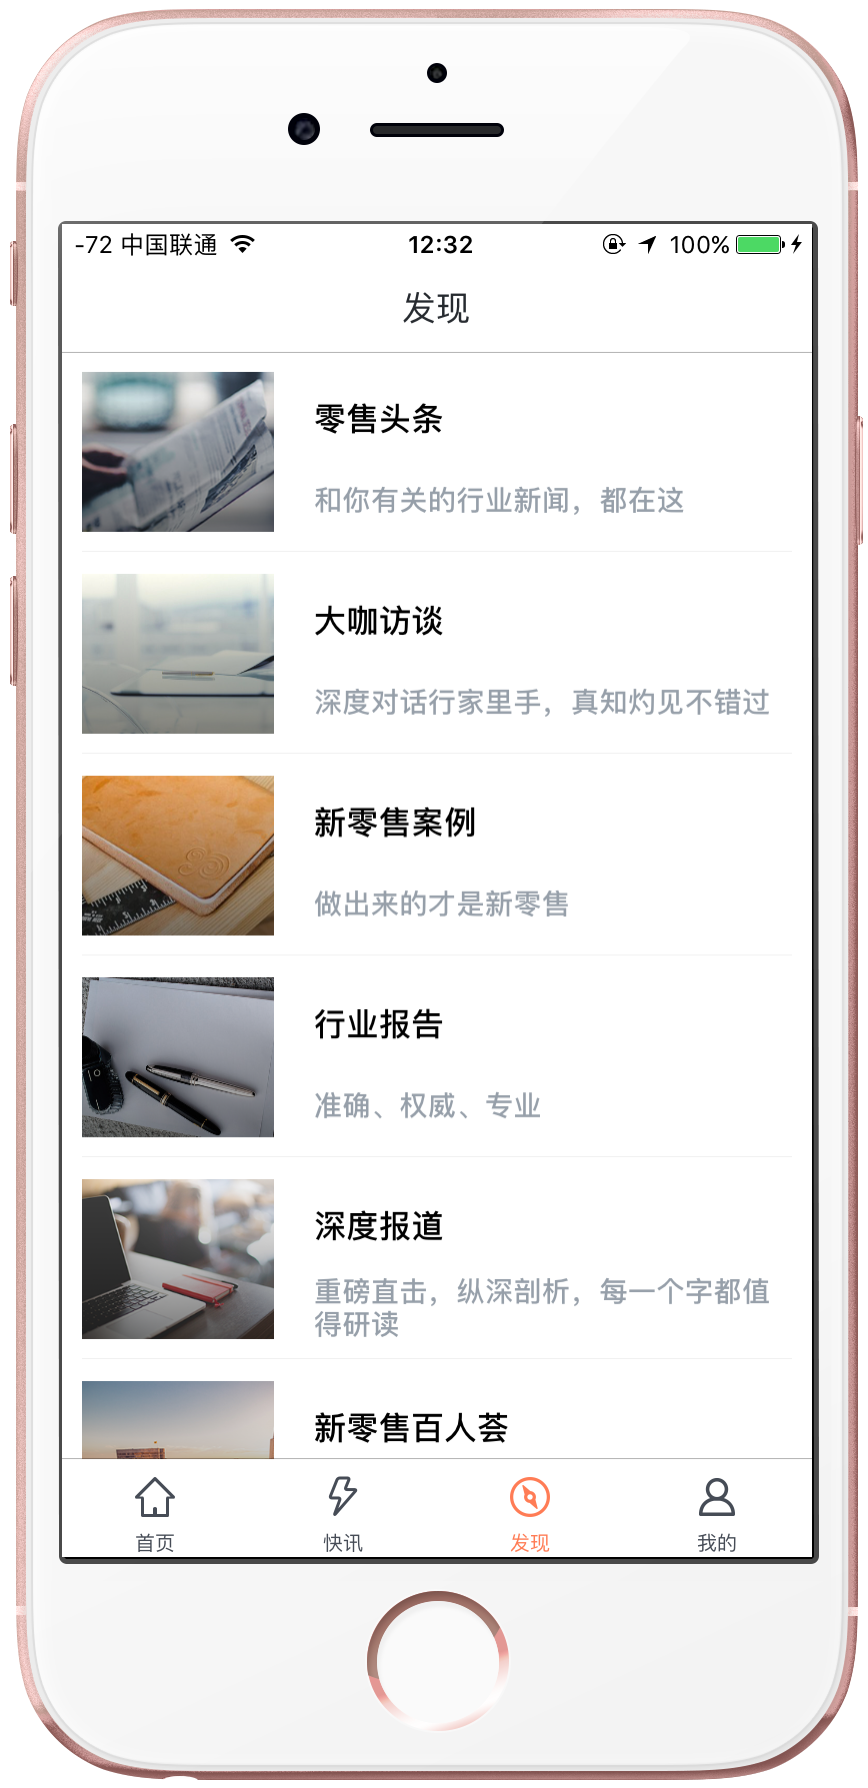 -72 中国联通 12:32 100%
发现
零售头条
和你有关的行业新闻，都在这
大咖访谈
深度对话行家里手，真知灼见不错过
新零售案例
做出来的才是新零售
行业报告
准确、权威、专业
深度报道
重磅直击，纵深剖析，每一个字都值
得研读
新零售百人荟
首页 快讯 发现 我的